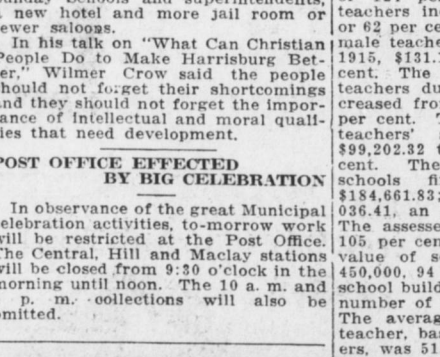 Sunday schools and superintendents,
a new hotel and more jail room or
fewer saloons.
In his talk on "What Can Christian
People Do to Make Harrisburg Bet-
ter," Wilmer Crow said the people
should not forget their shortcomings
and they should not forget the impor-
ance of intellectual and moral quali-
ties that need development.
POST OFFICE EFFECTED
BY BIG CELEBRATION
In observance of the great Municipal
celebration activities, to-morrow work
will be restricted at the Post Office.
The Central, Hill and Maclay stations
will be closed from 9:30 o'clock in the
morning until noon. The 10 a. m. and
p. m. collections will also be
omitted.
teachers in
or 62 per ce
male teache
1915, $131.
cent. The
teachers du
creased from
per cent. T
teachers'
$99,202.32 t
cent. The
schools fi
$184,661.83;
036.41, an
The assesse
105 per cen
value of s
450,000, 94
school build
number of
The averag
teacher, ba
ers, was 51